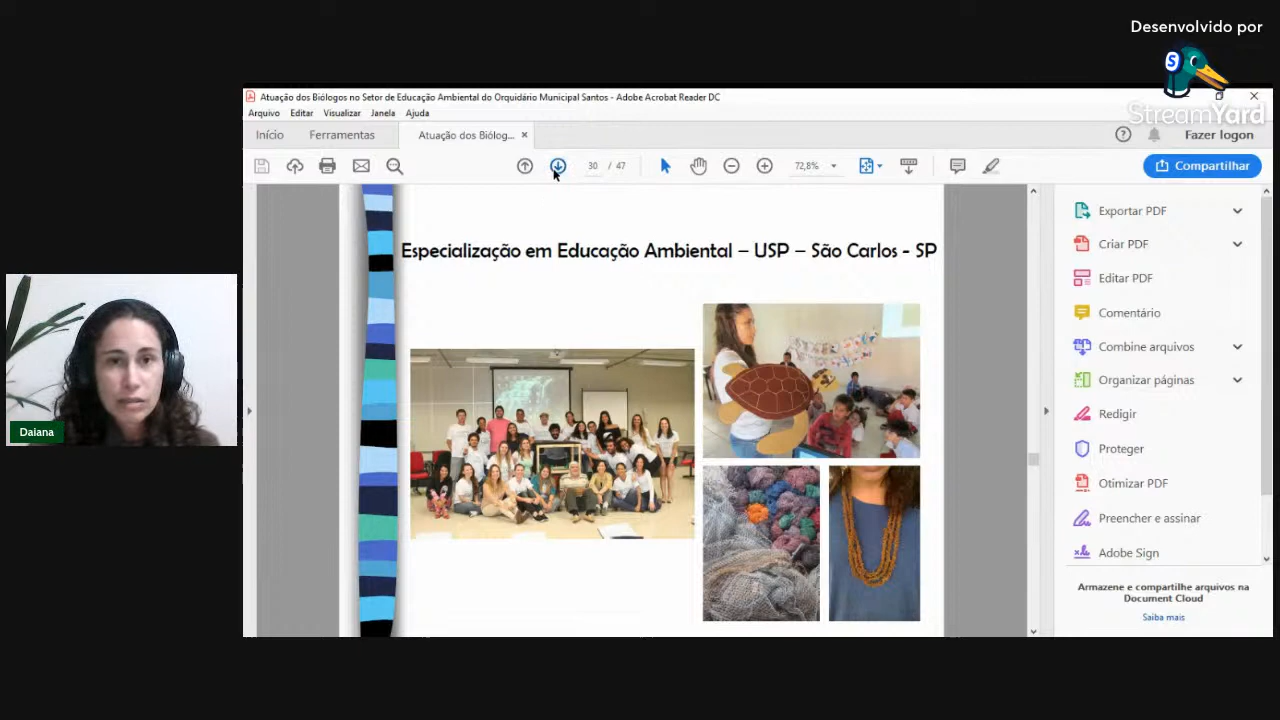 Desenvolvido por
StreamYard
Atuação dos Biólogos no Setor de Educação Ambiental do Orquidário Municipal Santos - Adobe Acrobat Reader DC
Arquivo Editar Visualizar Janela Ajuda
Início Ferramentas Atuação dos Biólog... Fazer logon
30 / 47 72,8% Compartilhar
Especialização em Educação Ambiental – USP – São Carlos - SP
Exportar PDF
Criar PDF
Editar PDF
Comentário
Combine arquivos
Organizar páginas
Redigir
Proteger
Otimizar PDF
Preencher e assinar
Adobe Sign
Armazene e compartilhe arquivos na
Document Cloud
Saiba mais
Daiana